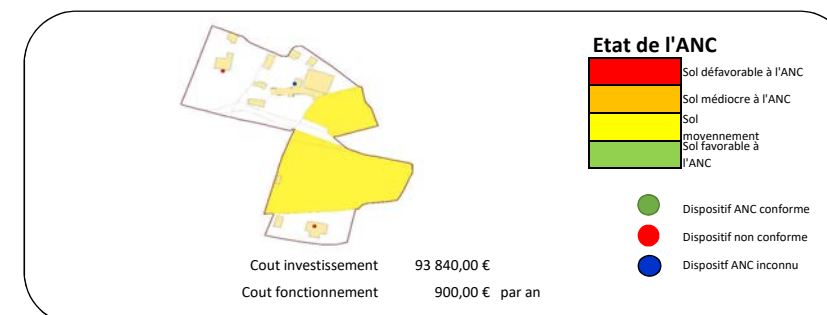 Etat de l'ANC
Sol défavorable à l'ANC
Sol médiocre à l'ANC
Sol
moyennement
Sol favorable à
l'ANC
Dispositif ANC conforme
Dispositif non conforme
Dispositf ANC inconnu
Cout investissement 93 840,00 €
Cout fonctionnement 900,00 € par an